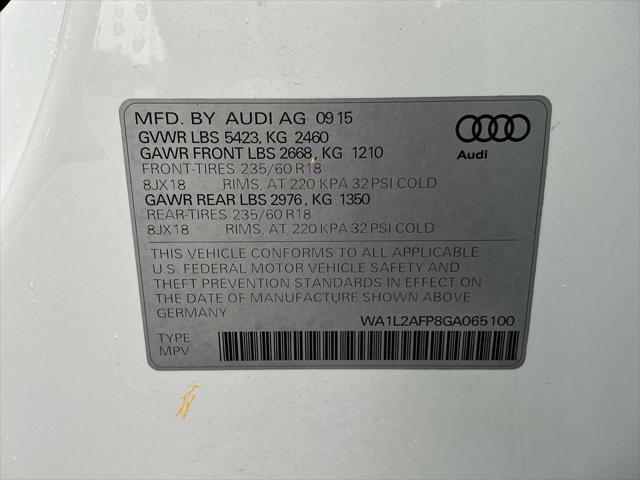 MFD. BY AUDI AG 09 15
GVWR LBS 5423, KG 2460
GAWR FRONT LBS 2668, KG 1210
FRONT-TIRES 235/60 R18
8JX18 RIMS, AT 220 KPA 32 PSI COLD
GAWR REAR LBS 2976, KG 1350
REAR-TIRES 235/60 R18
8JX18 RIMS, AT 220 KPA 32 PSI COLD
Audi
THIS VEHICLE CONFORMS TO ALL APPLICABLE
U.S. FEDERAL MOTOR VEHICLE SAFETY AND
THEFT PREVENTION STANDARDS IN EFFECT ON
THE DATE OF MANUFACTURE SHOWN ABOVE.
GERMANY WA1L2AFP8GA065100
TYPE
MPV